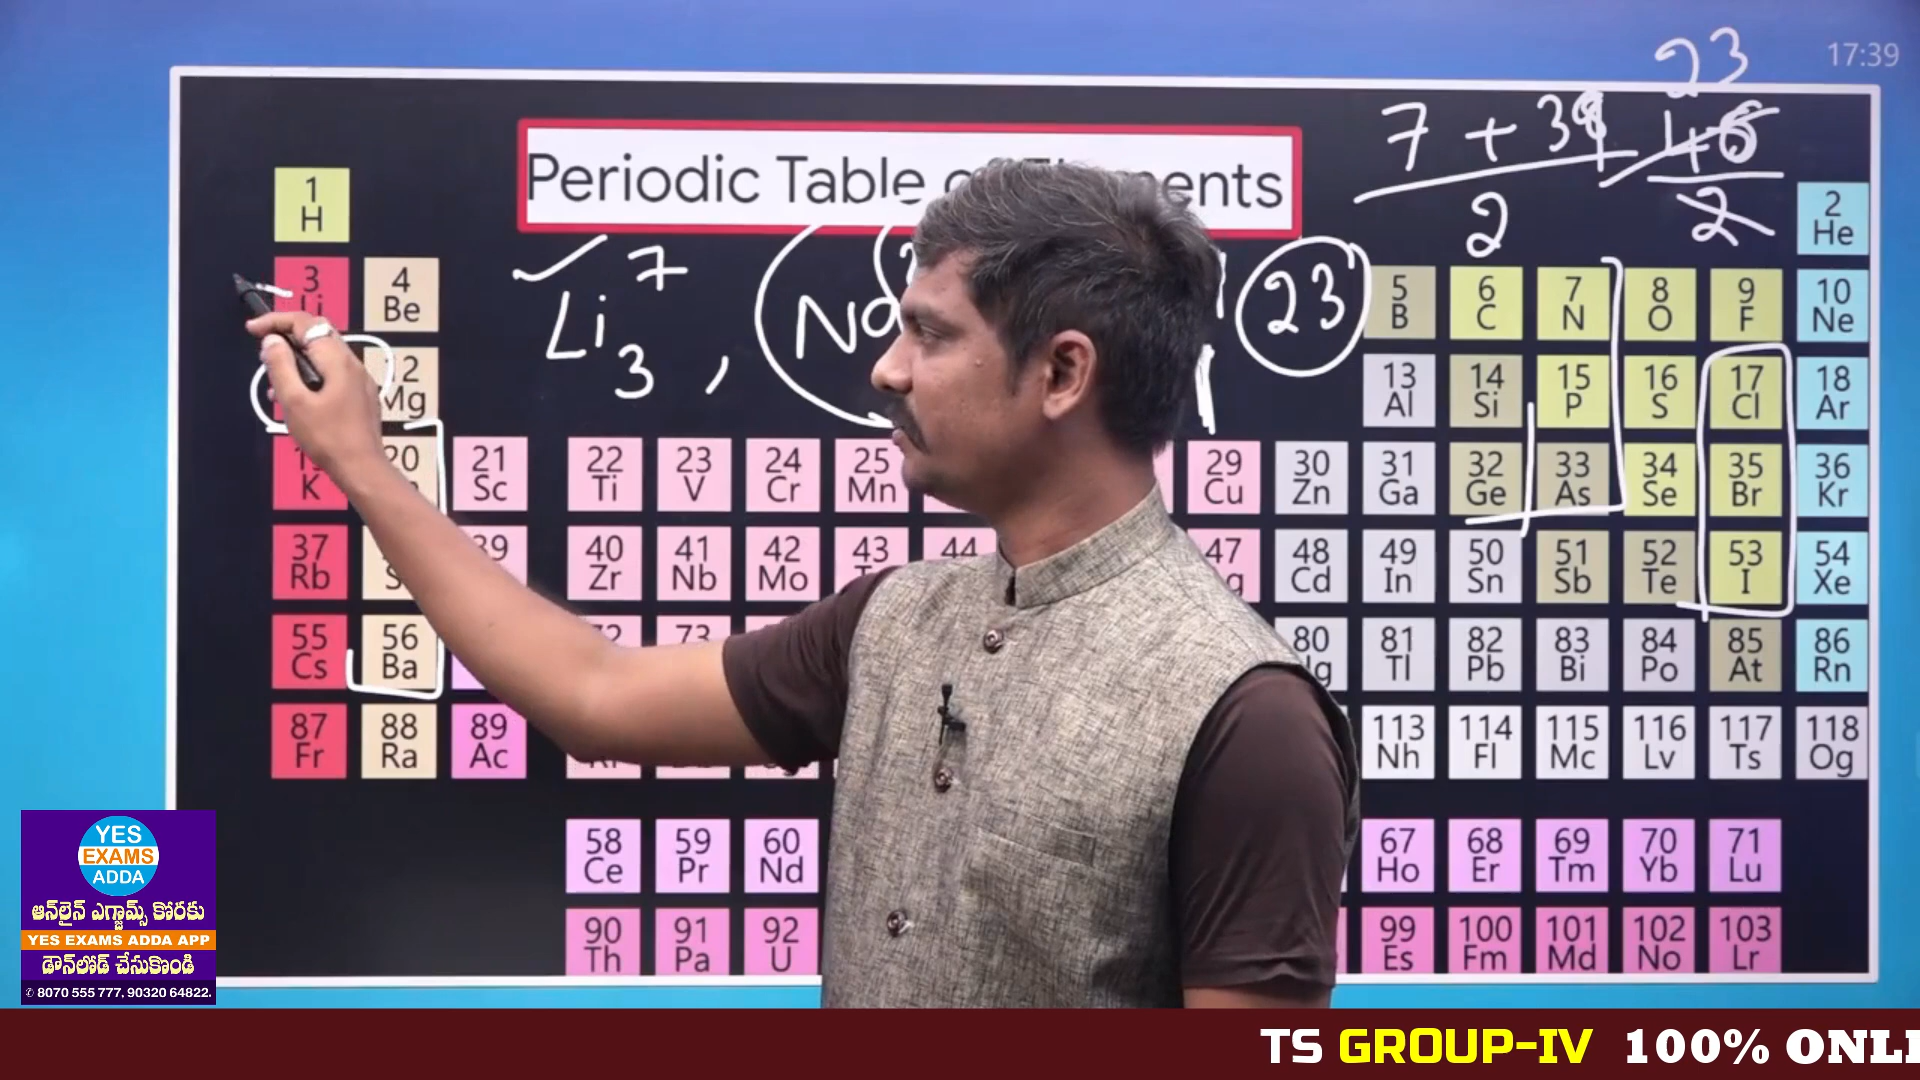 17:39
23
7 + 39 46
2 2
Periodic Table
1 H
2 He
3 Li
4 Be
Li 7 3 , Na 23
5 B
6 C
7 N
8 O
9 F
10 Ne
12 Mg
13 Al
14 Si
15 P
16 S
17 Cl
18 Ar
K
20
21 Sc
22 Ti
23 V
24 Cr
25 Mn
29 Cu
30 Zn
31 Ga
32 Ge
33 As
34 Se
35 Br
36 Kr
37 Rb
39
40 Zr
41 Nb
42 Mo
43
44
47
48 Cd
49 In
50 Sn
51 Sb
52 Te
53 I
54 Xe
55 Cs
56 Ba
72
73
80
81 Tl
82 Pb
83 Bi
84 Po
85 At
86 Rn
87 Fr
88 Ra
89 Ac
113 Nh
114 Fl
115 Mc
116 Lv
117 Ts
118 Og
58 Ce
59 Pr
60 Nd
67 Ho
68 Er
69 Tm
70 Yb
71 Lu
90 Th
91 Pa
92 U
99 Es
100 Fm
101 Md
102 No
103 Lr
YES
EXAMS
ADDA
ఆన్‌లైన్ ఎగ్జామ్స్ కోరకు
YES EXAMS ADDA APP
డౌన్‌లోడ్ చేసుకొండి
✆ 8070 555 777, 90320 64822.
TS GROUP-IV 100% ONLI